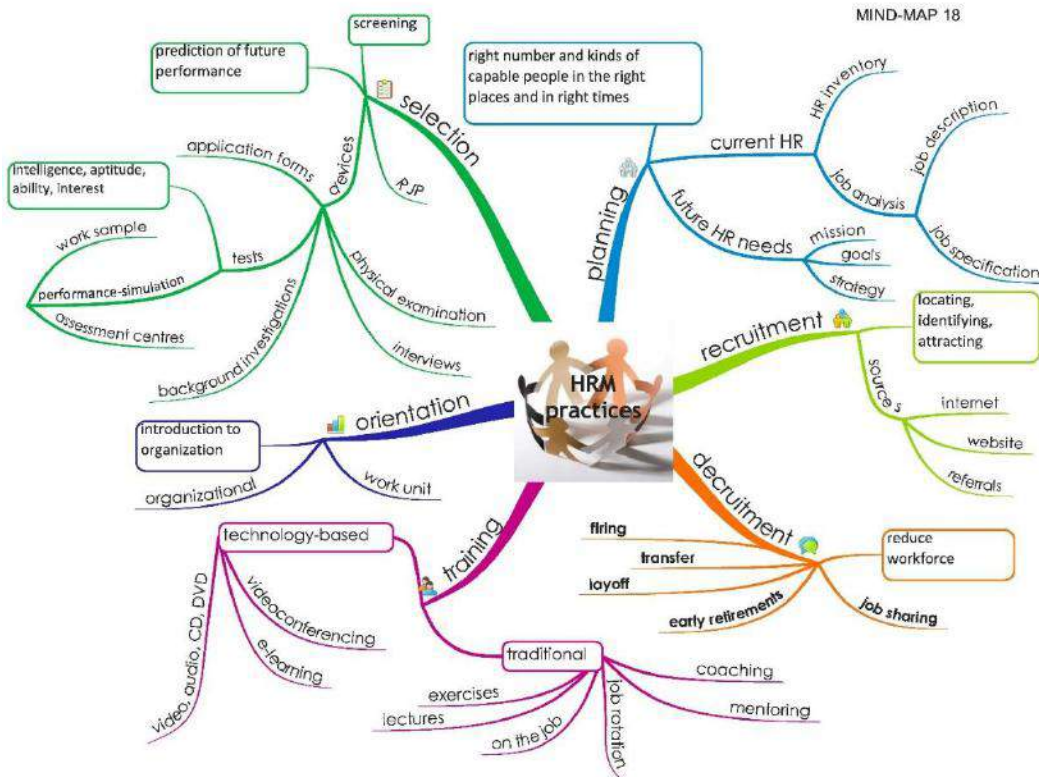 MIND-MAP 18
HRM
practices
planning
right number and kinds of
capable people in the right
places and in right times
current HR
HR inventory
job analysis
job description
job specification
future HR needs
mission
goals
strategy
recruitment
locating,
identifying,
attracting
sources
internet
website
referrals
decruitment
reduce
workforce
firing
transfer
layoff
early retirements
job sharing
training
technology-based
video, audio, CD, DVD
videoconferencing
e-learning
traditional
exercises
lectures
on the job
job rotation
coaching
mentoring
orientation
introduction to
organization
organizational
work unit
selection
screening
prediction of future
performance
RJP
devices
application forms
tests
intelligence, aptitude,
ability, interest
performance-simulation
work sample
assessment centres
background investigations
physical examination
interviews